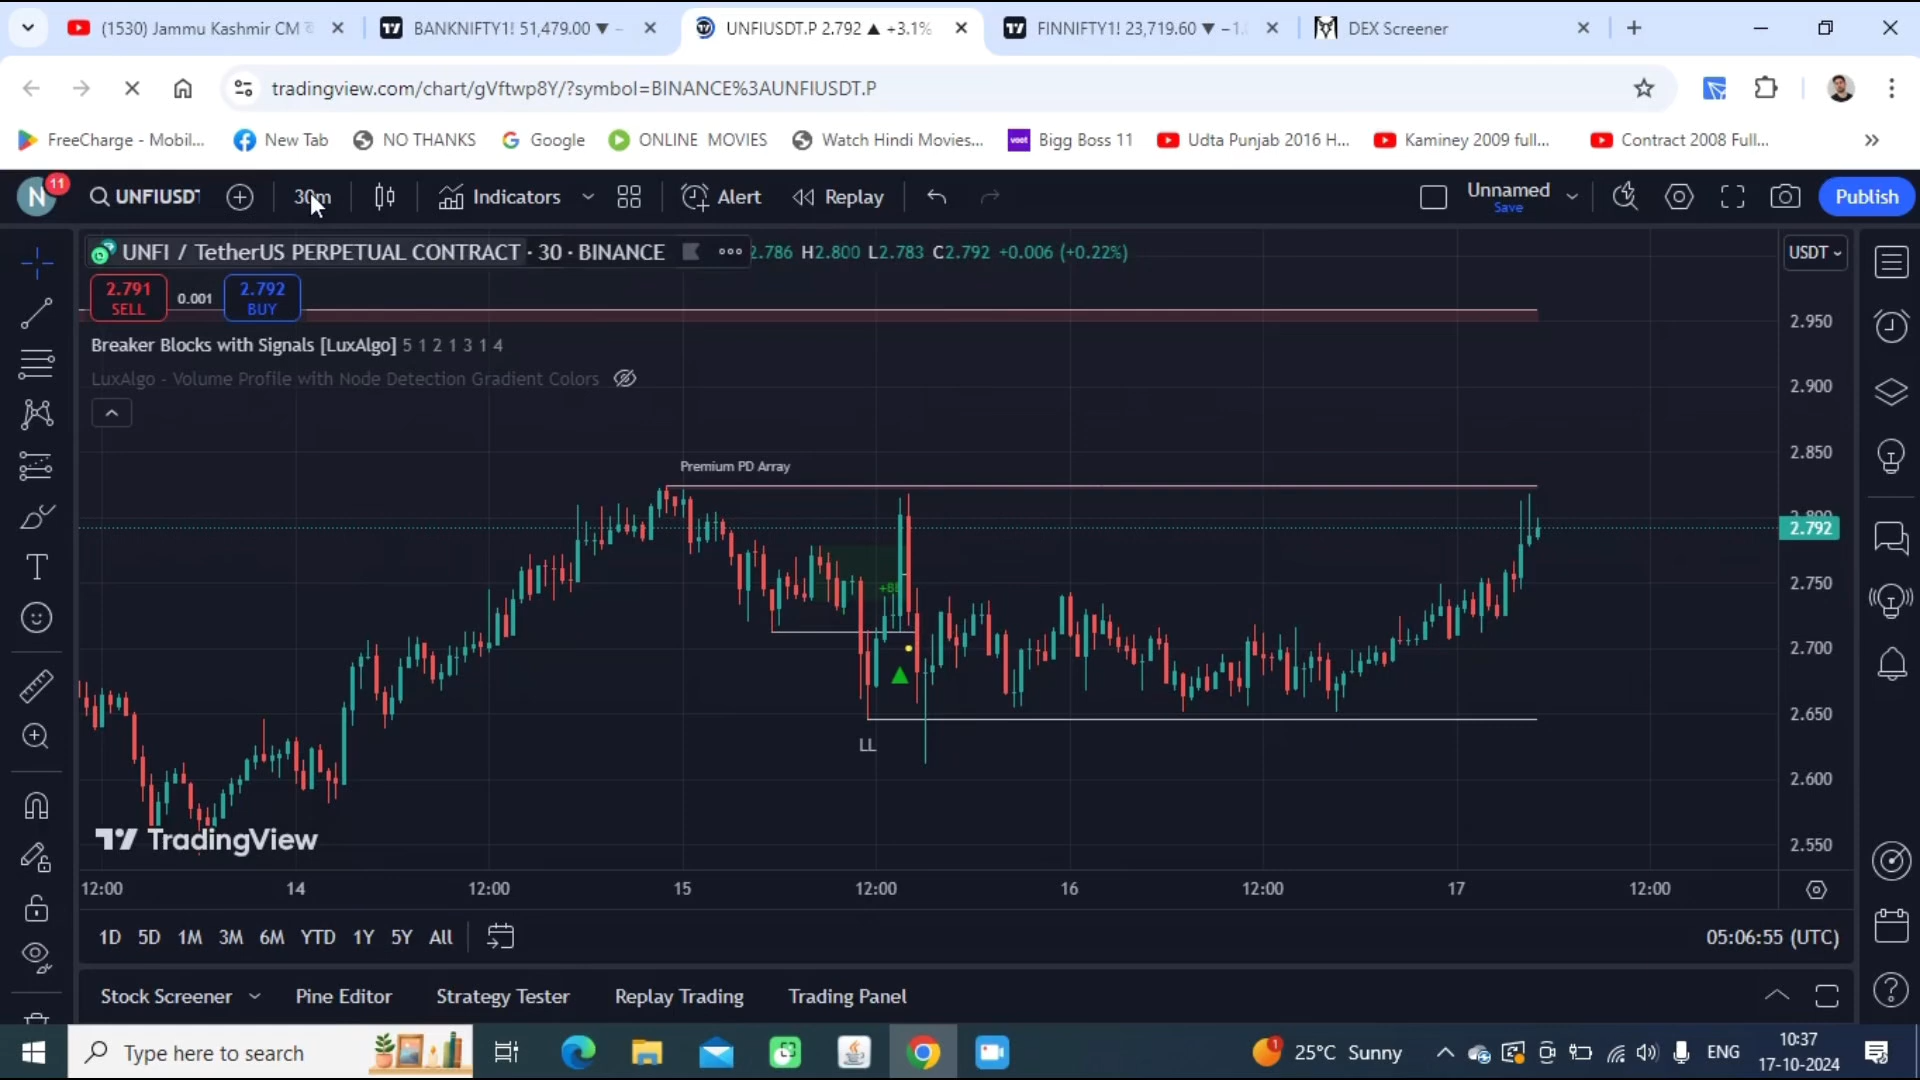 (1530) Jammu Kashmir CM
BANKNIFTY1! 51,479.00 ▼ −
UNFIUSDT.P 2.792 ▲ +3.1%
FINNIFTY1! 23,719.60 ▼ −1.
DEX Screener
tradingview.com/chart/gVftwp8Y/?symbol=BINANCE%3AUNFIUSDT.P
FreeCharge - Mobil...
New Tab
NO THANKS
Google
ONLINE MOVIES
Watch Hindi Movies...
voot
Bigg Boss 11
Udta Punjab 2016 H...
Kaminey 2009 full...
Contract 2008 Full...
N
11
UNFIUSDT
30m
Indicators
Alert
Replay
Unnamed
Save
Publish
UNFI / TetherUS PERPETUAL CONTRACT · 30 · BINANCE
2.786 H2.800 L2.783 C2.792 +0.006 (+0.22%)
USDT
2.791
SELL
0.001
2.792
BUY
Breaker Blocks with Signals [LuxAlgo] 5 1 2 1 3 1 4
LuxAlgo - Volume Profile with Node Detection Gradient Colors
Premium PD Array
LL
2.950
2.900
2.850
2.800
2.792
2.750
2.700
2.650
2.600
2.550
TradingView
12:00
14
12:00
15
12:00
16
12:00
17
12:00
1D 5D 1M 3M 6M YTD 1Y 5Y All
05:06:55 (UTC)
Stock Screener
Pine Editor
Strategy Tester
Replay Trading
Trading Panel
Type here to search
1
25°C Sunny
ENG
10:37
17-10-2024